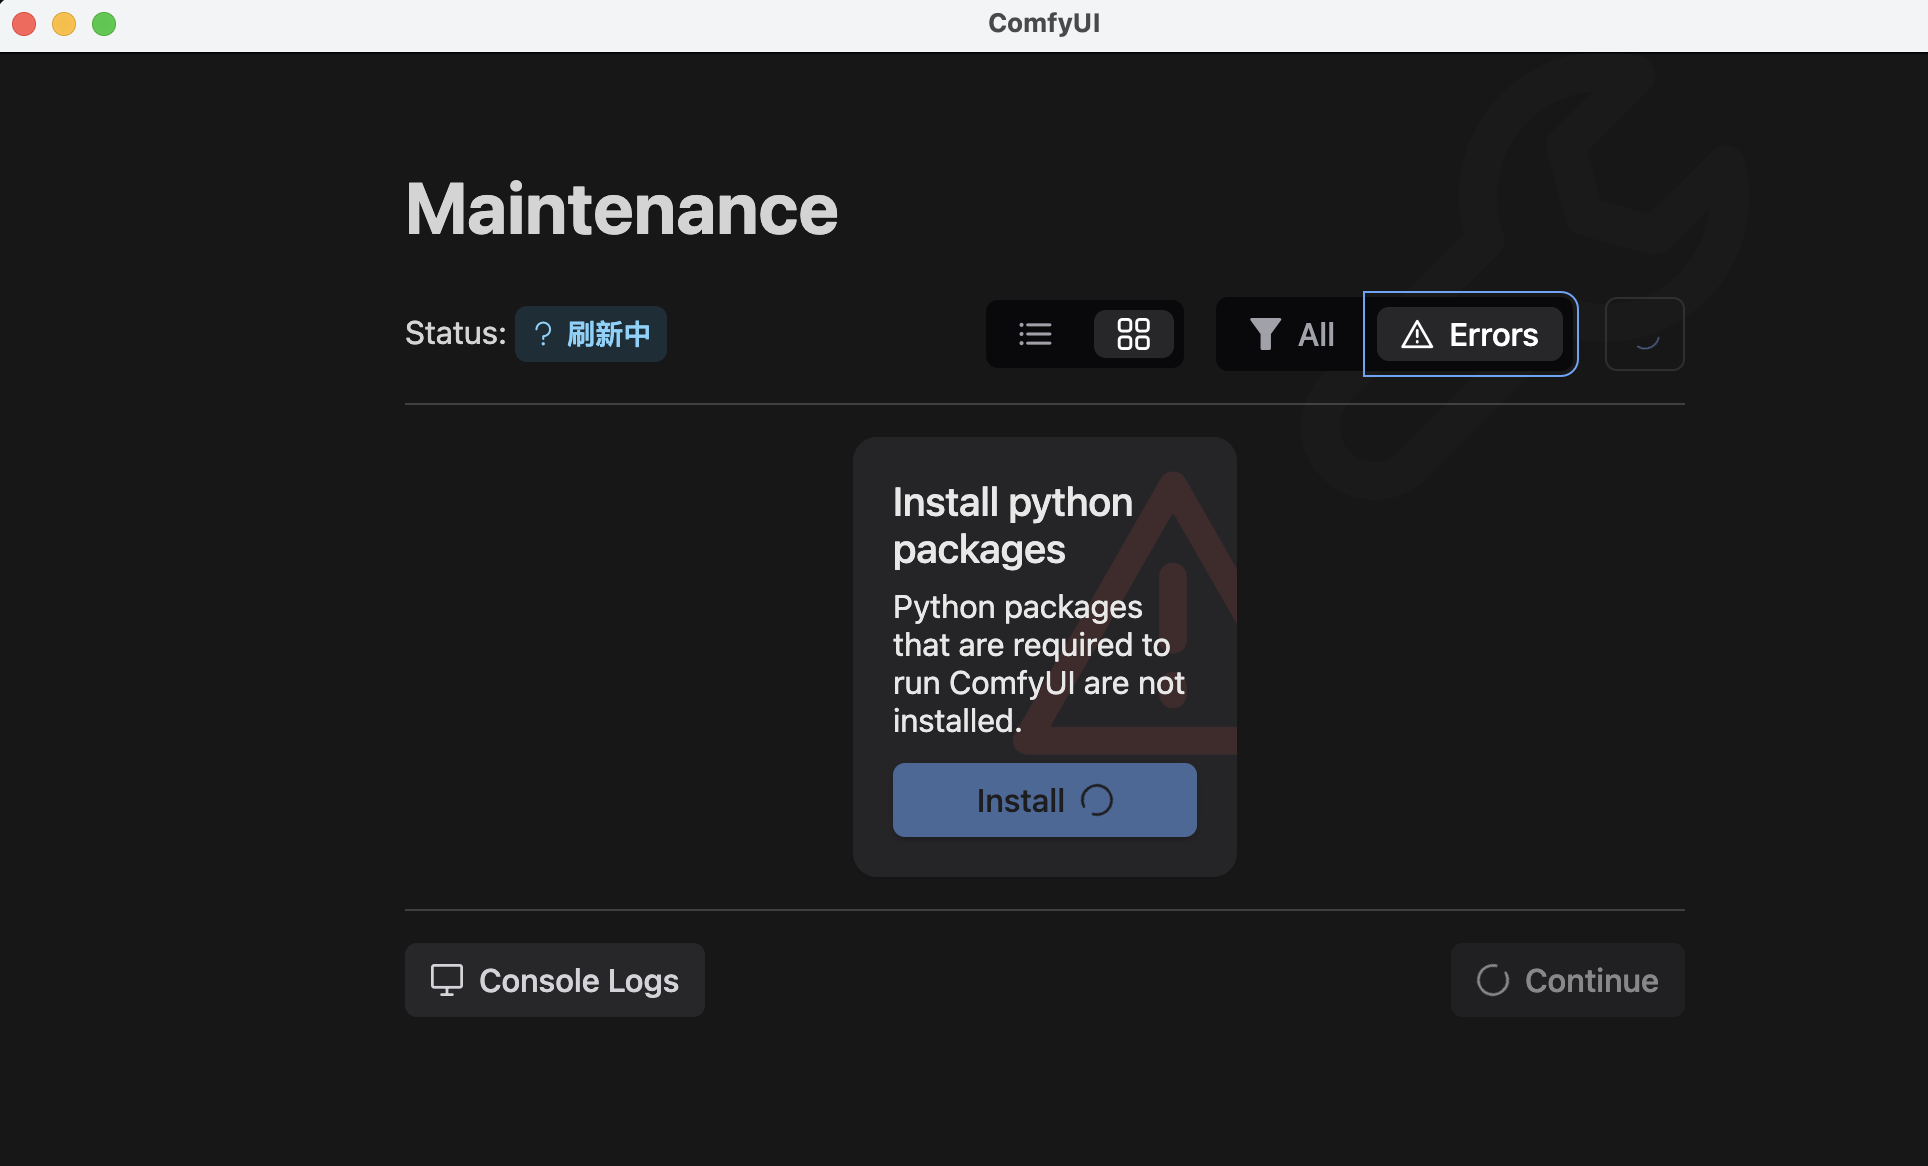 ComfyUI
Maintenance
Status: ? 刷新中
All
Errors
Install python
packages
Python packages
that are required to
run ComfyUI are not
installed.
Install
Console Logs
Continue